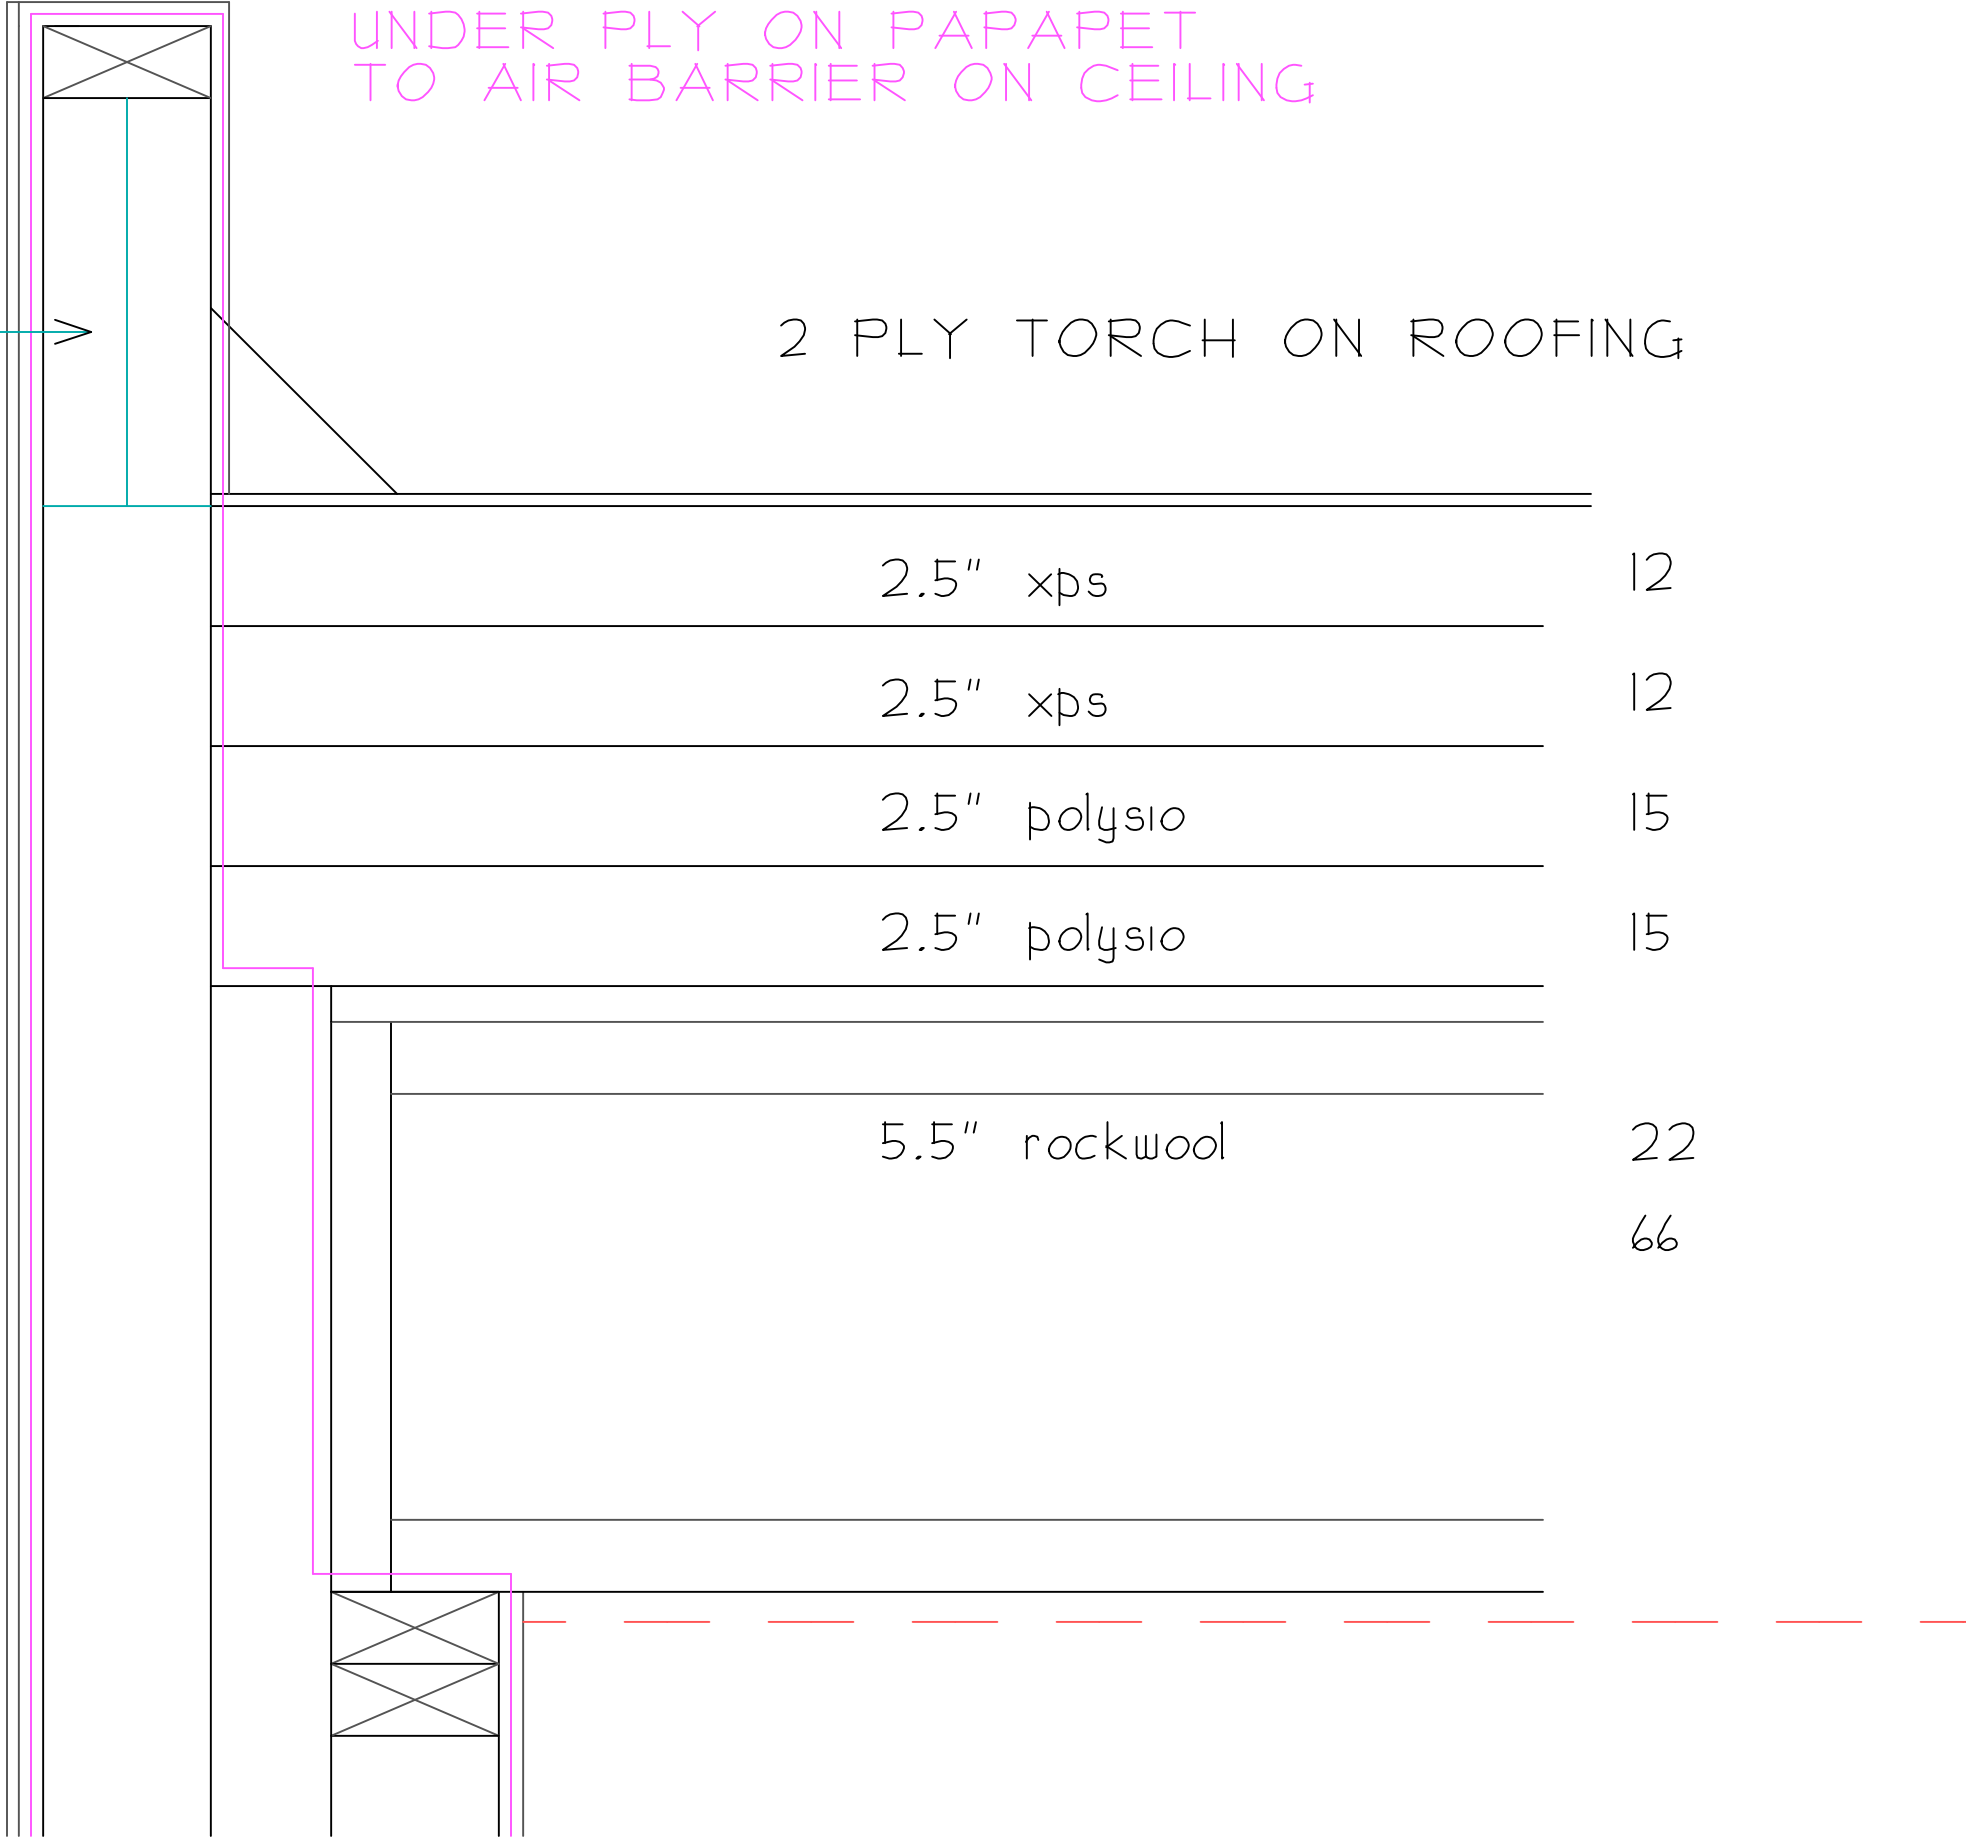 UNDER PLY ON PAPAPET
TO AIR BARRIER ON CEILING
2 PLY TORCH ON ROOFING
2.5" xps 12
2.5" xps 12
2.5" polysio 15
2.5" polysio 15
5.5" rockwool 22
66